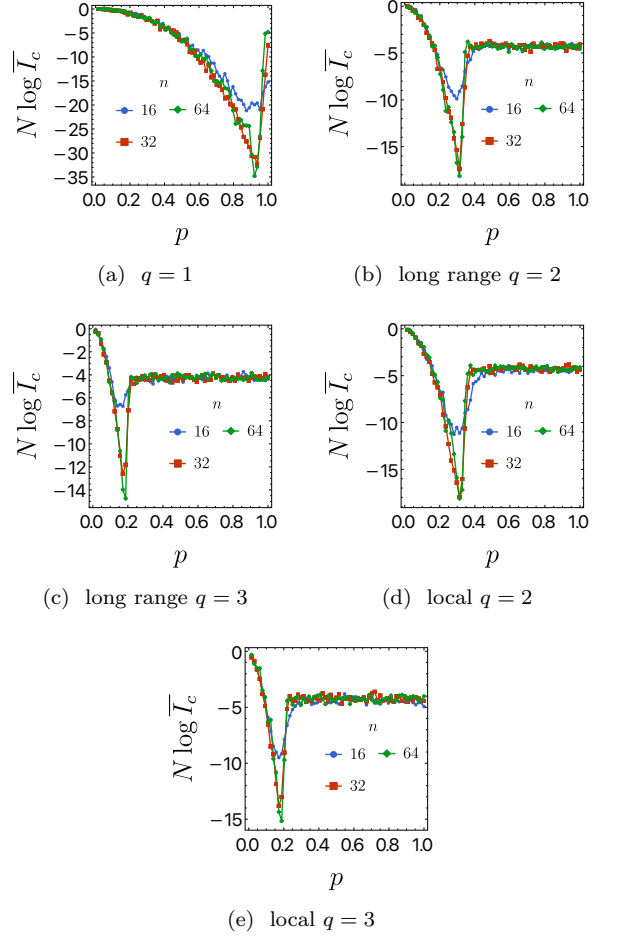 0
−5
−10
−15
−20
−25
−30
−35
N log I̅_c
0.0 0.2 0.4 0.6 0.8 1.0
p
n
16 64
32
(a) q = 1
0
−5
−10
−15
N log I̅_c
0.0 0.2 0.4 0.6 0.8 1.0
p
n
16 64
32
(b) long range q = 2
0
−2
−4
−6
−8
−10
−12
−14
N log I̅_c
0.0 0.2 0.4 0.6 0.8 1.0
p
n
16 64
32
(c) long range q = 3
0
−5
−10
−15
N log I̅_c
0.0 0.2 0.4 0.6 0.8 1.0
p
n
16 64
32
(d) local q = 2
0
−5
−10
−15
N log I̅_c
0.0 0.2 0.4 0.6 0.8 1.0
p
n
16 64
32
(e) local q = 3